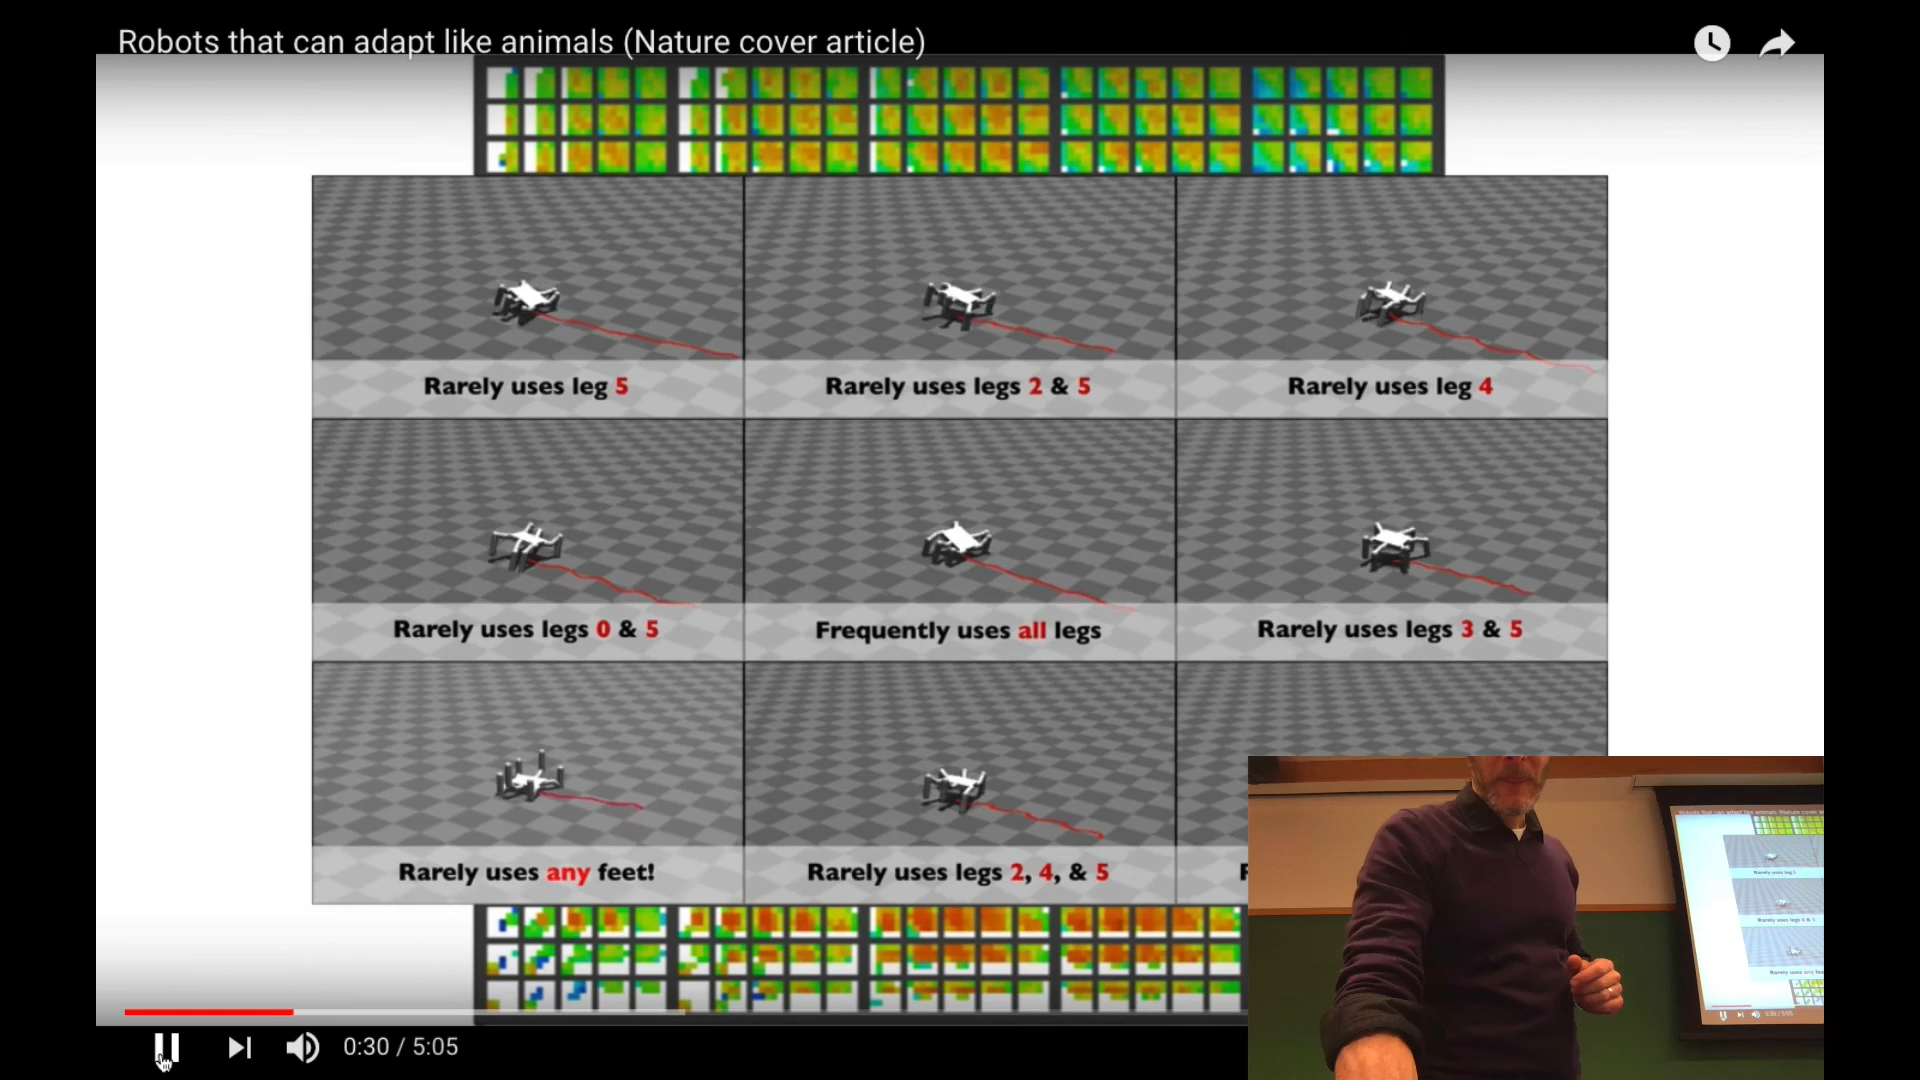 Robots that can adapt like animals (Nature cover article)
Rarely uses leg 5
Rarely uses legs 2 & 5
Rarely uses leg 4
Rarely uses legs 0 & 5
Frequently uses all legs
Rarely uses legs 3 & 5
Rarely uses any feet!
Rarely uses legs 2, 4, & 5
0:30 / 5:05